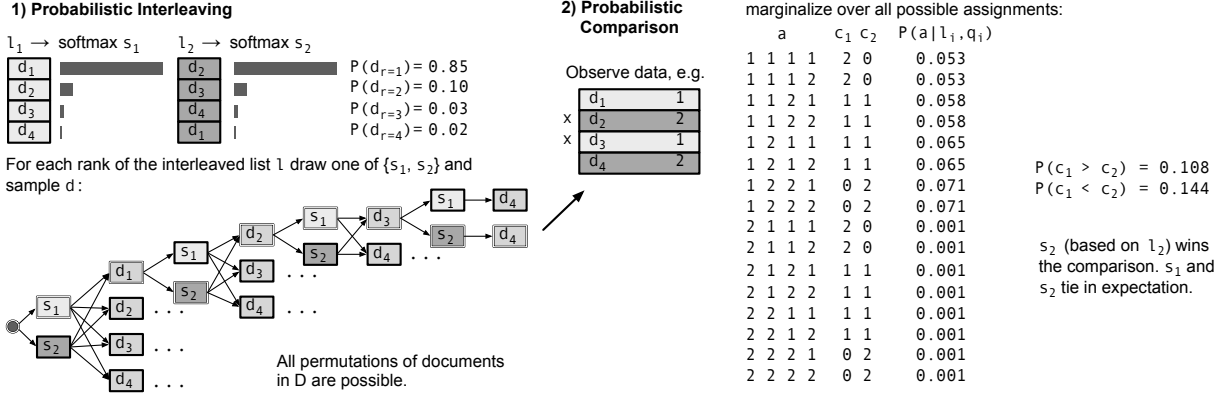 1) Probabilistic Interleaving
l1 → softmax s1
l2 → softmax s2
d1
d2
d3
d4
d2
d3
d4
d1
P(dr=1)= 0.85
P(dr=2)= 0.10
P(dr=3)= 0.03
P(dr=4)= 0.02
For each rank of the interleaved list l draw one of {s1, s2} and
sample d:
s1
s2
d1
d2 ...
d3 ...
d4 ...
s1
s2
d2
d3 ...
d4 ...
s1
s2
d3
d4 ...
s1
s2
d4
d4
All permutations of documents
in D are possible.
2) Probabilistic
Comparison
Observe data, e.g.
d1 1
x d2 2
x d3 1
d4 2
marginalize over all possible assignments:
a c1 c2 P(a|li,qi)
1 1 1 1 2 0 0.053
1 1 1 2 2 0 0.053
1 1 2 1 1 1 0.058
1 1 2 2 1 1 0.058
1 2 1 1 1 1 0.065
1 2 1 2 1 1 0.065
1 2 2 1 0 2 0.071
1 2 2 2 0 2 0.071
2 1 1 1 2 0 0.001
2 1 1 2 2 0 0.001
2 1 2 1 1 1 0.001
2 1 2 2 1 1 0.001
2 2 1 1 1 1 0.001
2 2 1 2 1 1 0.001
2 2 2 1 0 2 0.001
2 2 2 2 0 2 0.001
P(c1 > c2) = 0.108
P(c1 < c2) = 0.144
s2 (based on l2) wins
the comparison. s1 and
s2 tie in expectation.